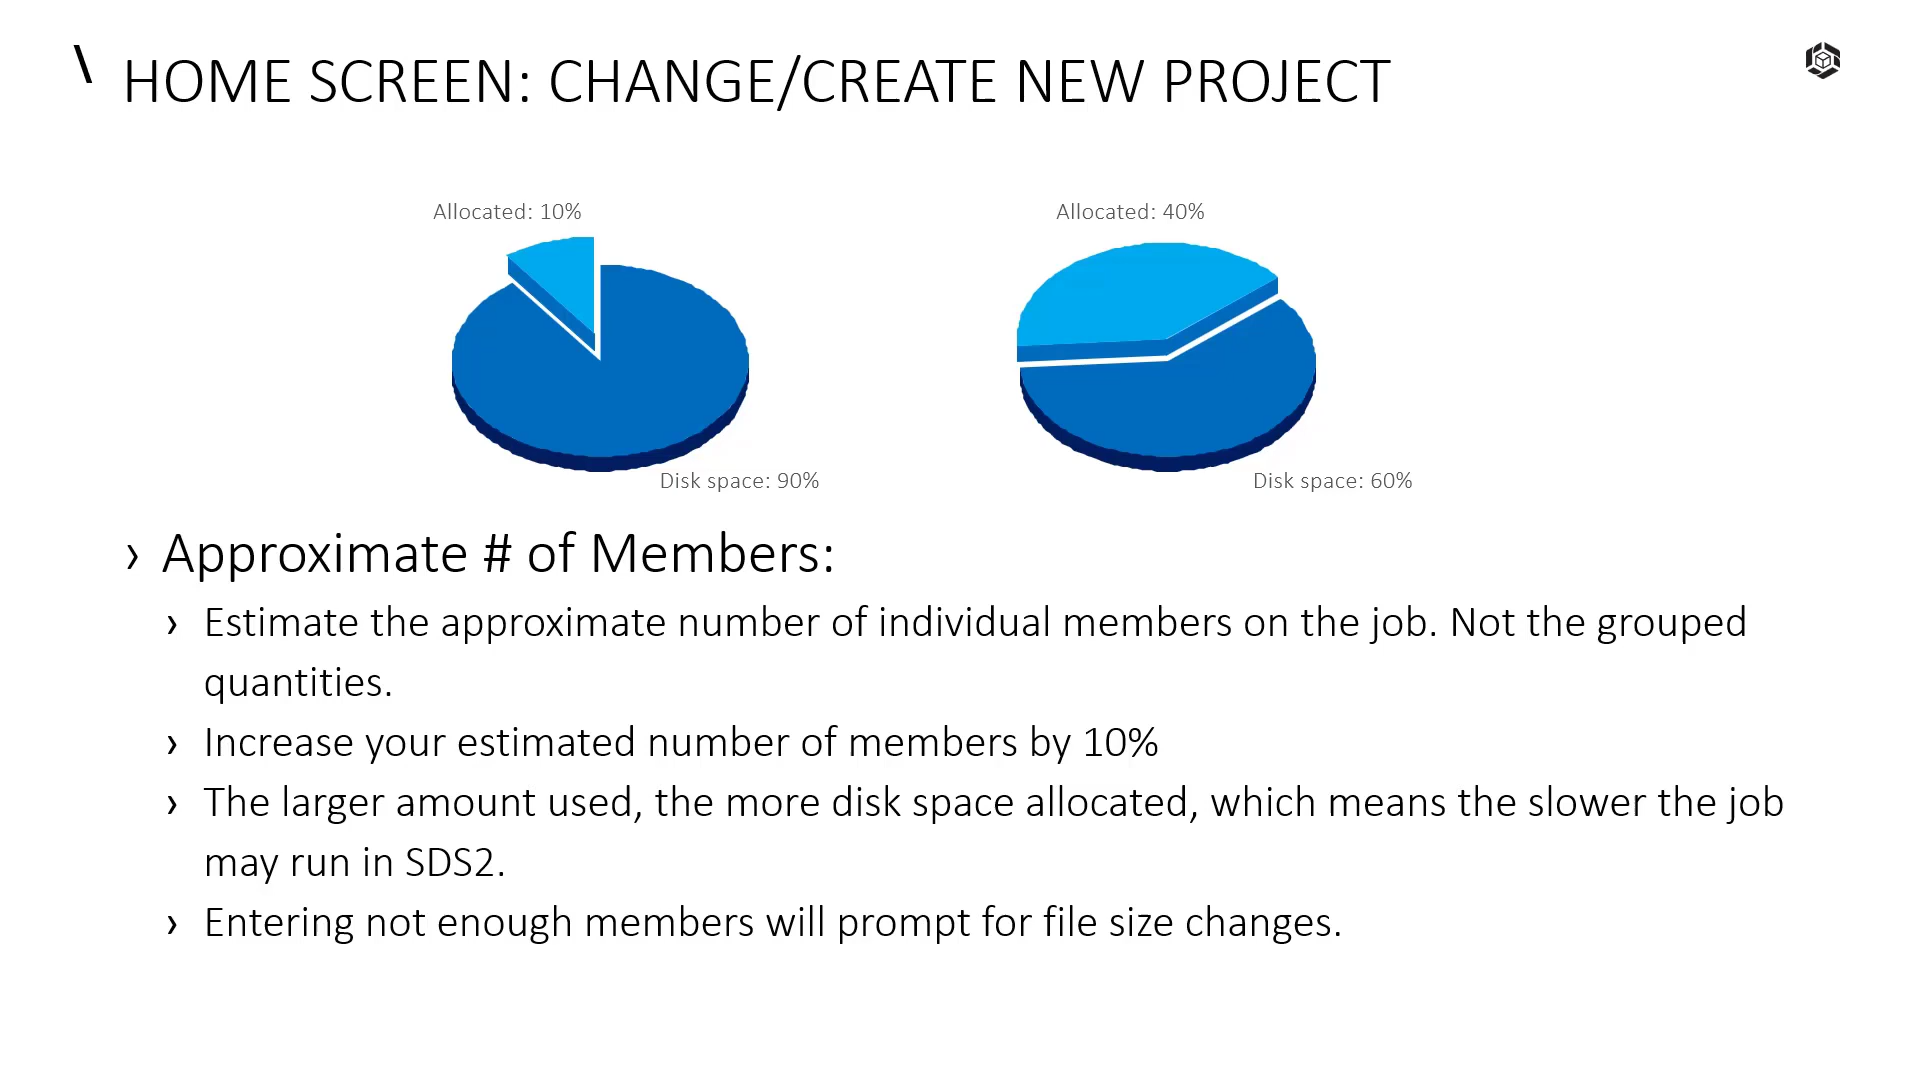 \ HOME SCREEN: CHANGE/CREATE NEW PROJECT
Allocated: 10%
Allocated: 40%
Disk space: 90%
Disk space: 60%
› Approximate # of Members:
› Estimate the approximate number of individual members on the job. Not the grouped
quantities.
› Increase your estimated number of members by 10%
› The larger amount used, the more disk space allocated, which means the slower the job
may run in SDS2.
› Entering not enough members will prompt for file size changes.